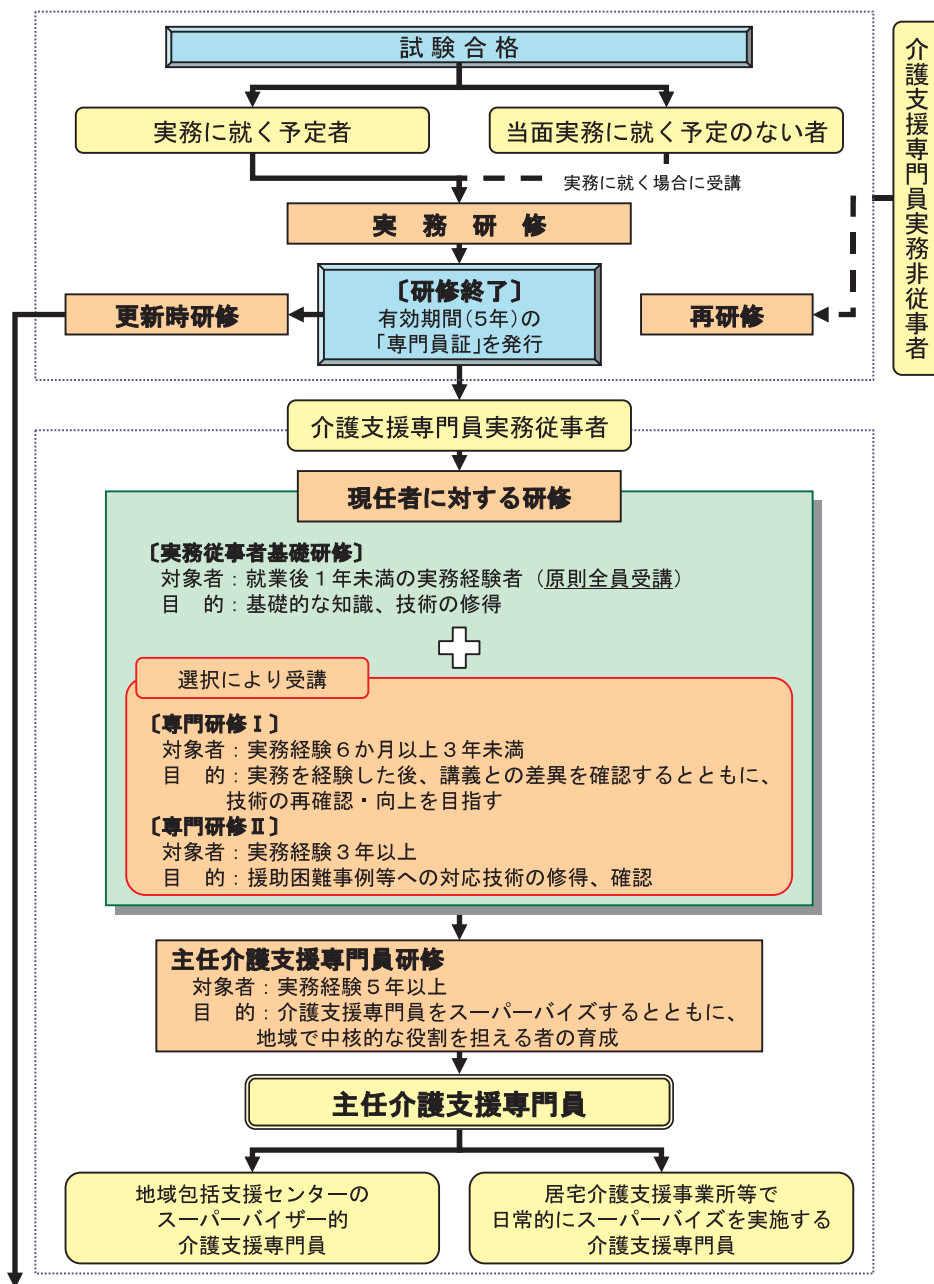 試験合格
実務に就く予定者
当面実務に就く予定のない者
実務に就く場合に受講
介護支援専門員実務非従事者
実務研修
更新時研修
〔研修終了〕
有効期間(5年)の
「専門員証」を発行
再研修
介護支援専門員実務従事者
現任者に対する研修
〔実務従事者基礎研修〕
対象者：就業後1年未満の実務経験者（原則全員受講）
目　的：基礎的な知識、技術の修得
選択により受講
〔専門研修Ⅰ〕
対象者：実務経験6か月以上3年未満
目　的：実務を経験した後、講義との差異を確認するとともに、
技術の再確認・向上を目指す
〔専門研修Ⅱ〕
対象者：実務経験3年以上
目　的：援助困難事例等への対応技術の修得、確認
主任介護支援専門員研修
対象者：実務経験5年以上
目　的：介護支援専門員をスーパーバイズするとともに、
地域で中核的な役割を担える者の育成
主任介護支援専門員
地域包括支援センターの
スーパーバイザー的
介護支援専門員
居宅介護支援事業所等で
日常的にスーパーバイズを実施する
介護支援専門員